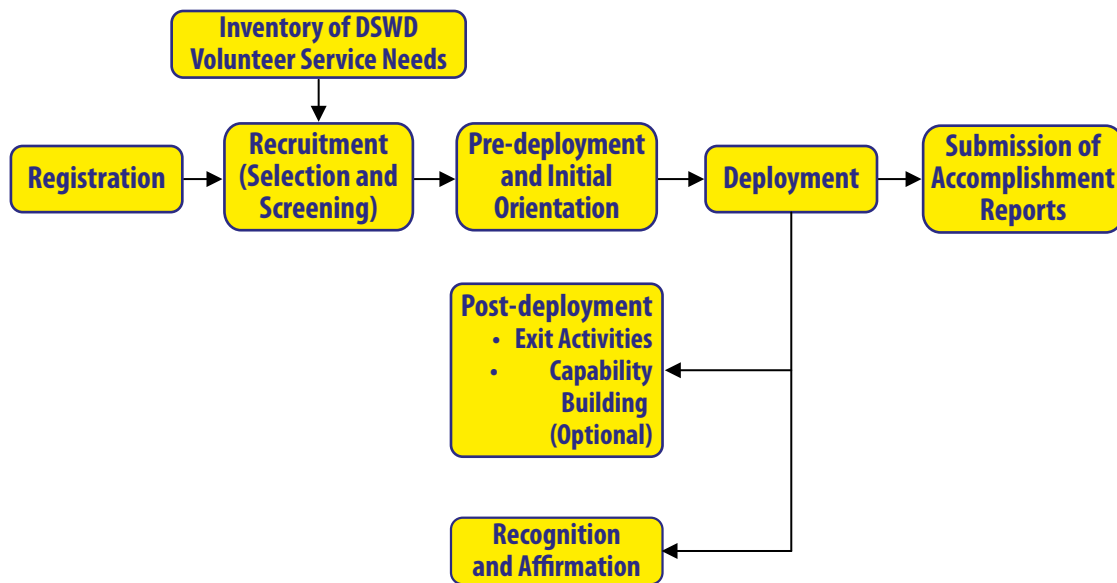 Inventory of DSWD
Volunteer Service Needs
Registration
Recruitment
(Selection and
Screening)
Pre-deployment
and Initial
Orientation
Deployment
Submission of
Accomplishment
Reports
Post-deployment
• Exit Activities
• Capability
Building
(Optional)
Recognition
and Affirmation